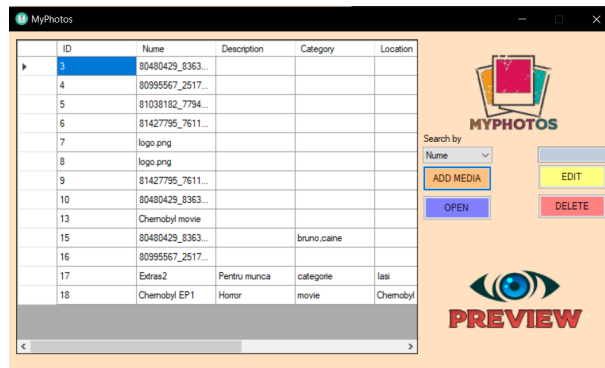 MyPhotos
ID Nume Description Category Location
3 80480429_8363...
4 80995567_2517...
5 81038182_7794...
6 81427795_7611...
7 logo.png
8 logo.png
9 81427795_7611...
10 80480429_8363...
13 Chernobyl movie
15 80480429_8363... bruno,caine
16 80995567_2517...
17 Extras2 Pentru munca categorie Iasi
18 Chernobyl EP1 Horror movie Chernobyl
MYPHOTOS
Search by
Nume
ADD MEDIA EDIT
OPEN DELETE
PREVIEW